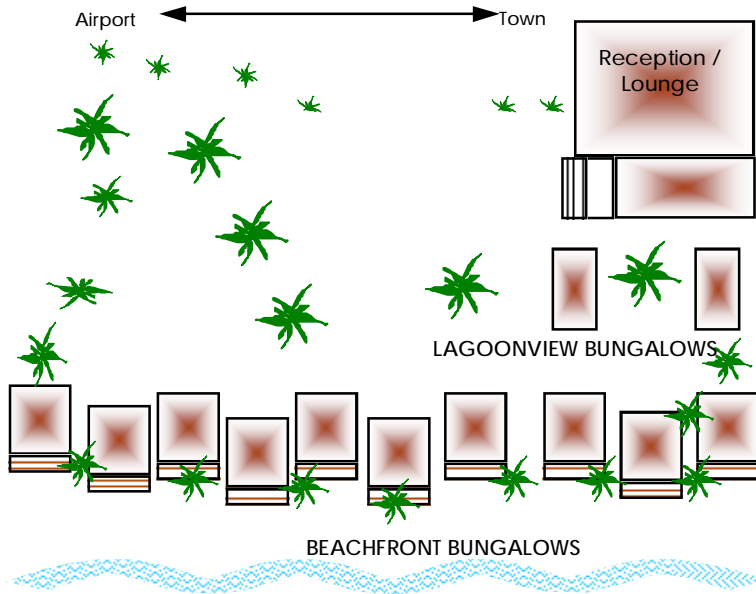 Airport
Town
Reception /
Lounge
LAGOONVIEW BUNGALOWS
BEACHFRONT BUNGALOWS